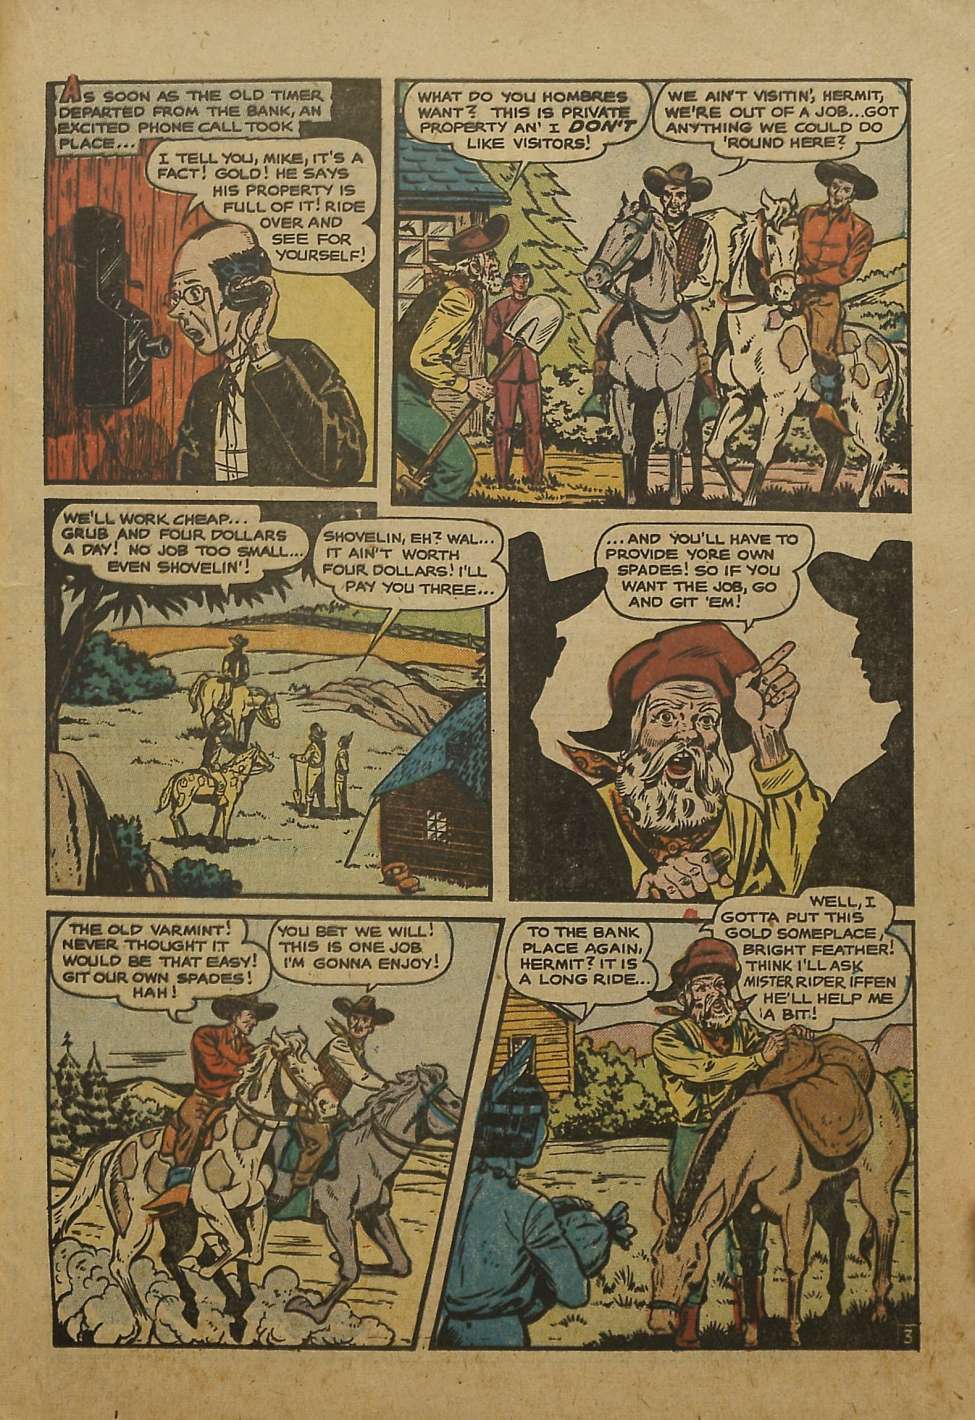 AS SOON AS THE OLD TIMER
DEPARTED FROM THE BANK, AN
EXCITED PHONE CALL TOOK
PLACE...
I TELL YOU, MIKE, IT'S A
FACT! GOLD! HE SAYS
HIS PROPERTY IS
FULL OF IT! RIDE
OVER AND
SEE FOR
YOURSELF!
WHAT DO YOU HOMBRES
WANT? THIS IS PRIVATE
PROPERTY AN' I DON'T
LIKE VISITORS!
WE AIN'T VISITIN', HERMIT,
WE'RE OUT OF A JOB...GOT
ANYTHING WE COULD DO
'ROUND HERE?
WE'LL WORK CHEAP...
GRUB AND FOUR DOLLARS
A DAY! NO JOB TOO SMALL...
EVEN SHOVELIN'!
SHOVELIN, EH? WAL...
IT AIN'T WORTH
FOUR DOLLARS! I'LL
PAY YOU THREE...
...AND YOU'LL HAVE TO
PROVIDE YORE OWN
SPADES! SO IF YOU
WANT THE JOB, GO
AND GIT 'EM!
THE OLD VARMINT!
NEVER THOUGHT IT
WOULD BE THAT EASY!
GIT OUR OWN SPADES!
HAH!
YOU BET WE WILL!
THIS IS ONE JOB
I'M GONNA ENJOY!
TO THE BANK
PLACE AGAIN,
HERMIT? IT IS
A LONG RIDE...
WELL, I
GOTTA PUT THIS
GOLD SOMEPLACE,
BRIGHT FEATHER!
THINK I'LL ASK
MISTER RIDER IFFEN
HE'LL HELP ME
A BIT!
3